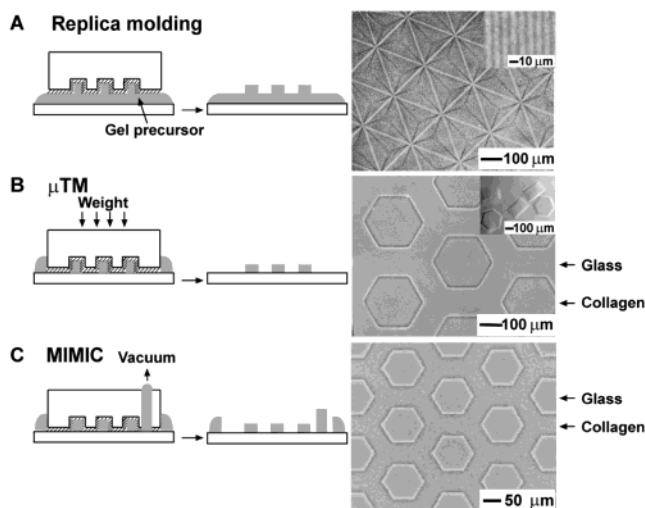 A Replica molding
Gel precursor
10 μm
100 μm
B μTM
Weight
100 μm
Glass
Collagen
100 μm
C MIMIC
Vacuum
Glass
Collagen
50 μm